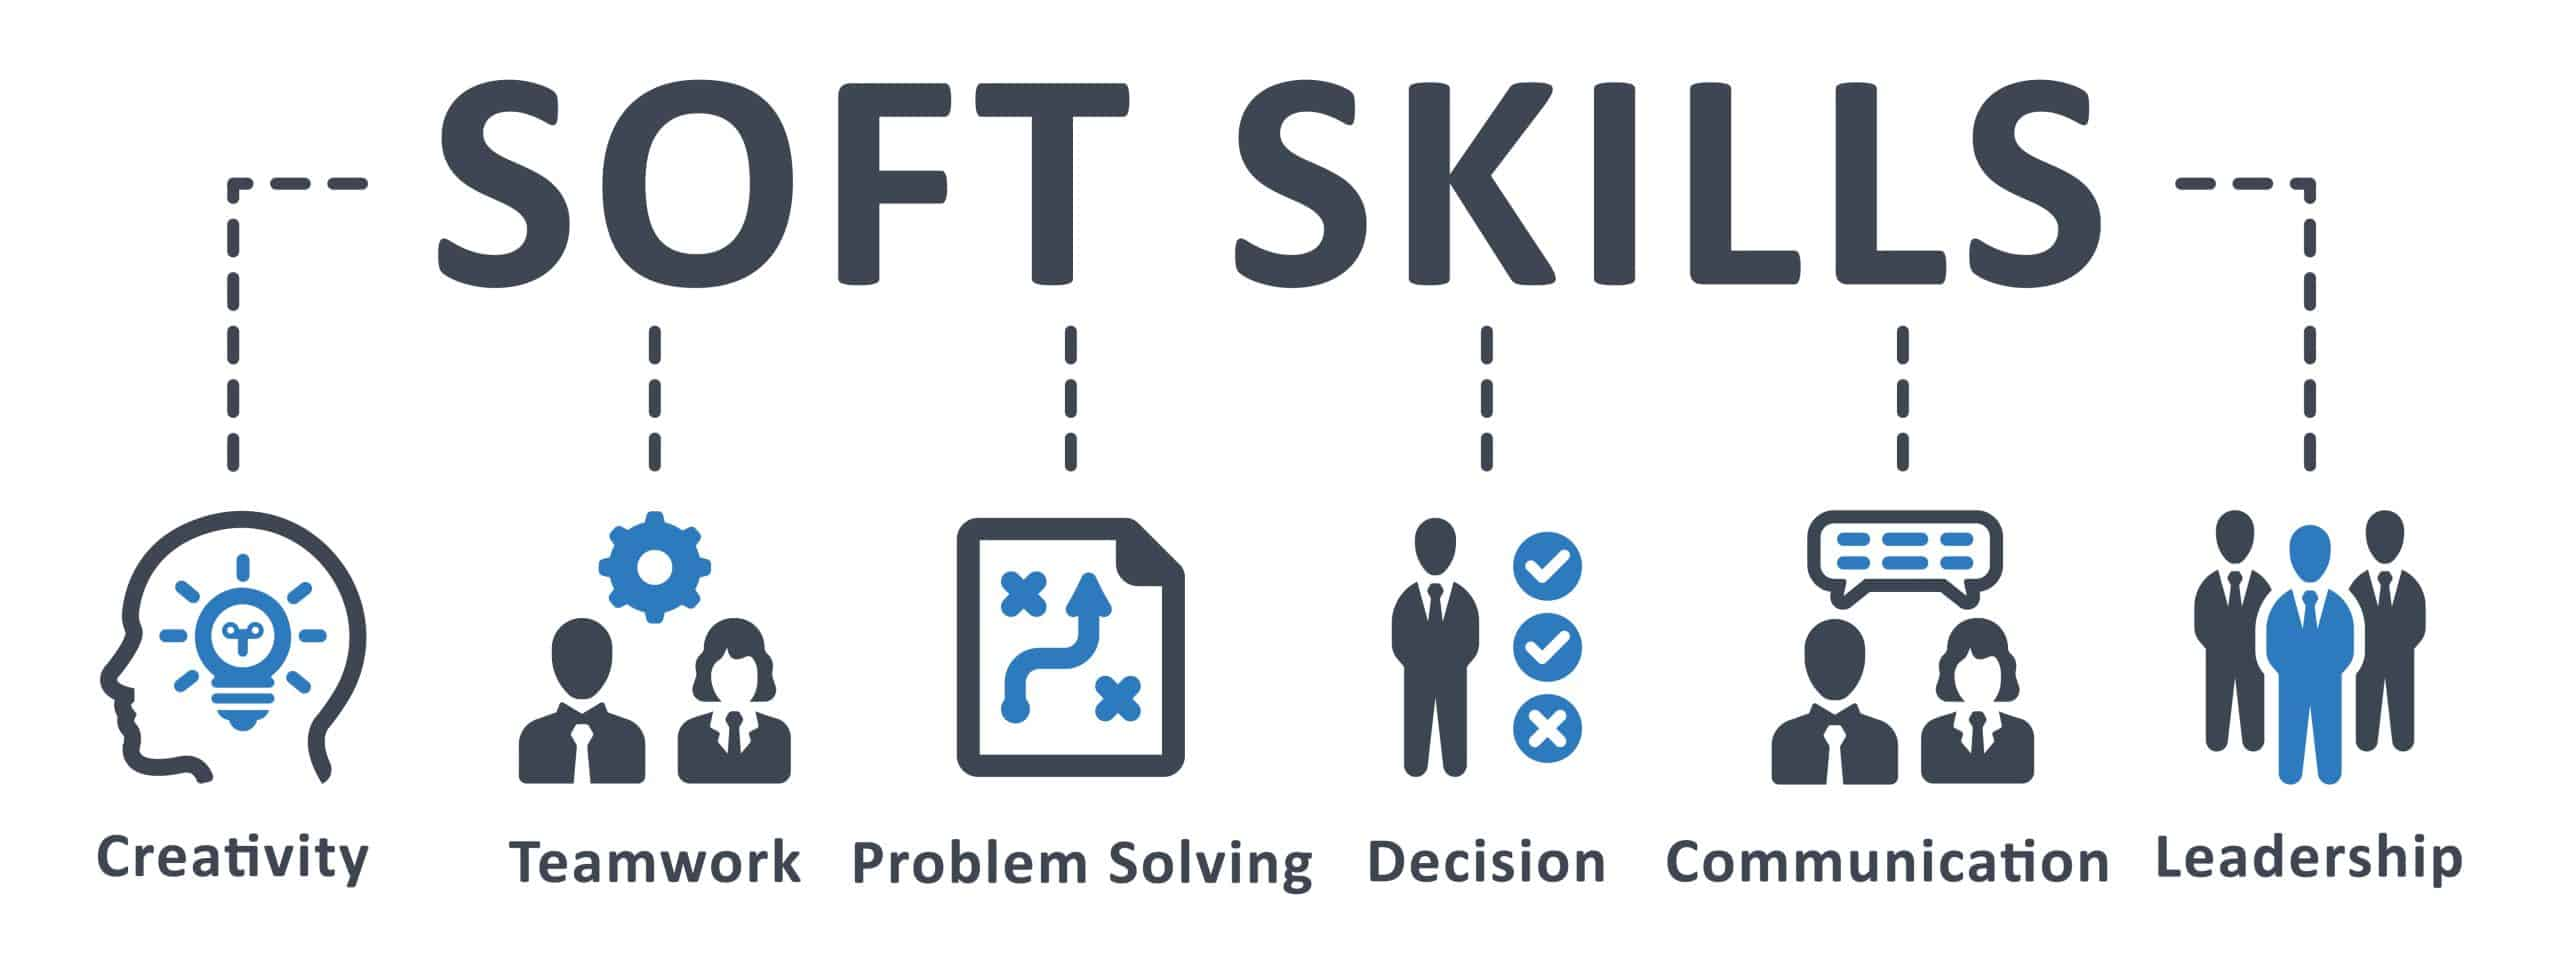 SOFT SKILLS
Creativity
Teamwork
Problem Solving
Decision
Communication
Leadership